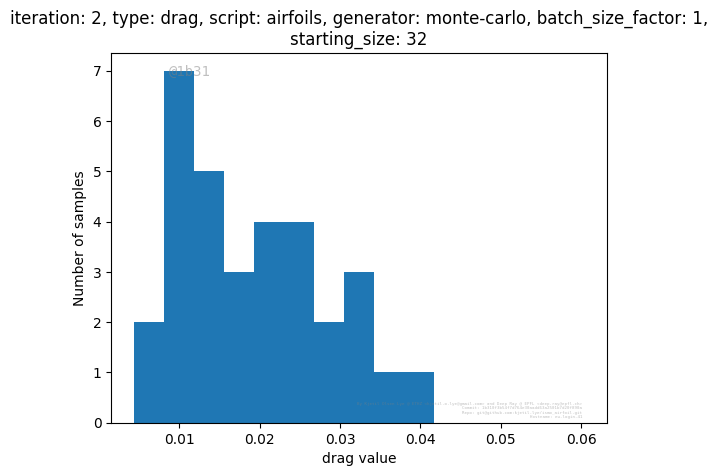 iteration: 2, type: drag, script: airfoils, generator: monte-carlo, batch_size_factor: 1,
starting_size: 32
@1b31
7
6
5
4
3
2
1
0
Number of samples
0.01 0.02 0.03 0.04 0.05 0.06
drag value